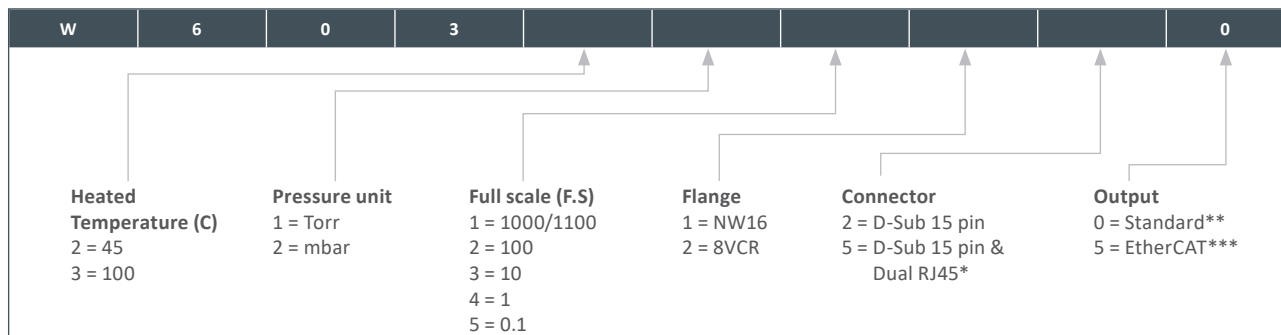 W 6 0 3 0
Heated
Temperature (C)
2 = 45
3 = 100
Pressure unit
1 = Torr
2 = mbar
Full scale (F.S)
1 = 1000/1100
2 = 100
3 = 10
4 = 1
5 = 0.1
Flange
1 = NW16
2 = 8VCR
Connector
2 = D-Sub 15 pin
5 = D-Sub 15 pin &
Dual RJ45*
Output
0 = Standard**
5 = EtherCAT***